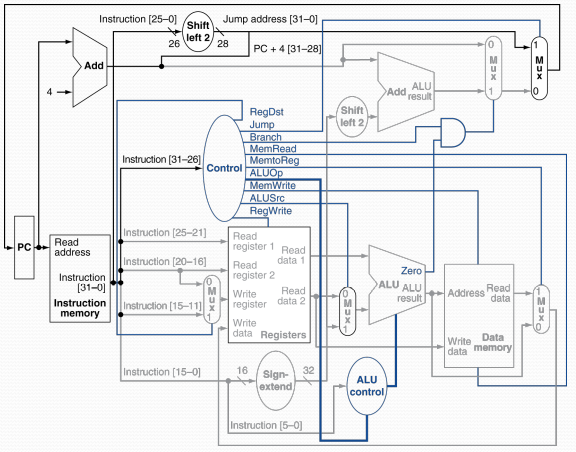 Instruction [25–0]
Shift
left 2
Jump address [31–0]
26
28
PC + 4 [31–28]
Add
4
0
Mux
1
1
Mux
0
Add
ALU
result
Shift
left 2
RegDst
Jump
Branch
MemRead
MemtoReg
ALUOp
MemWrite
ALUSrc
RegWrite
Instruction [31–26]
Control
PC
Read
address
Instruction
[31–0]
Instruction
memory
Instruction [25–21]
Instruction [20–16]
Instruction [15–11]
0
Mux
1
Read
register 1
Read
register 2
Write
register
Write
data
Read
data 1
Read
data 2
Registers
0
Mux
1
Zero
ALU
ALU
result
Address
Read
data
Write
data
Data
memory
1
Mux
0
Instruction [15–0]
16
Sign-
extend
32
ALU
control
Instruction [5–0]